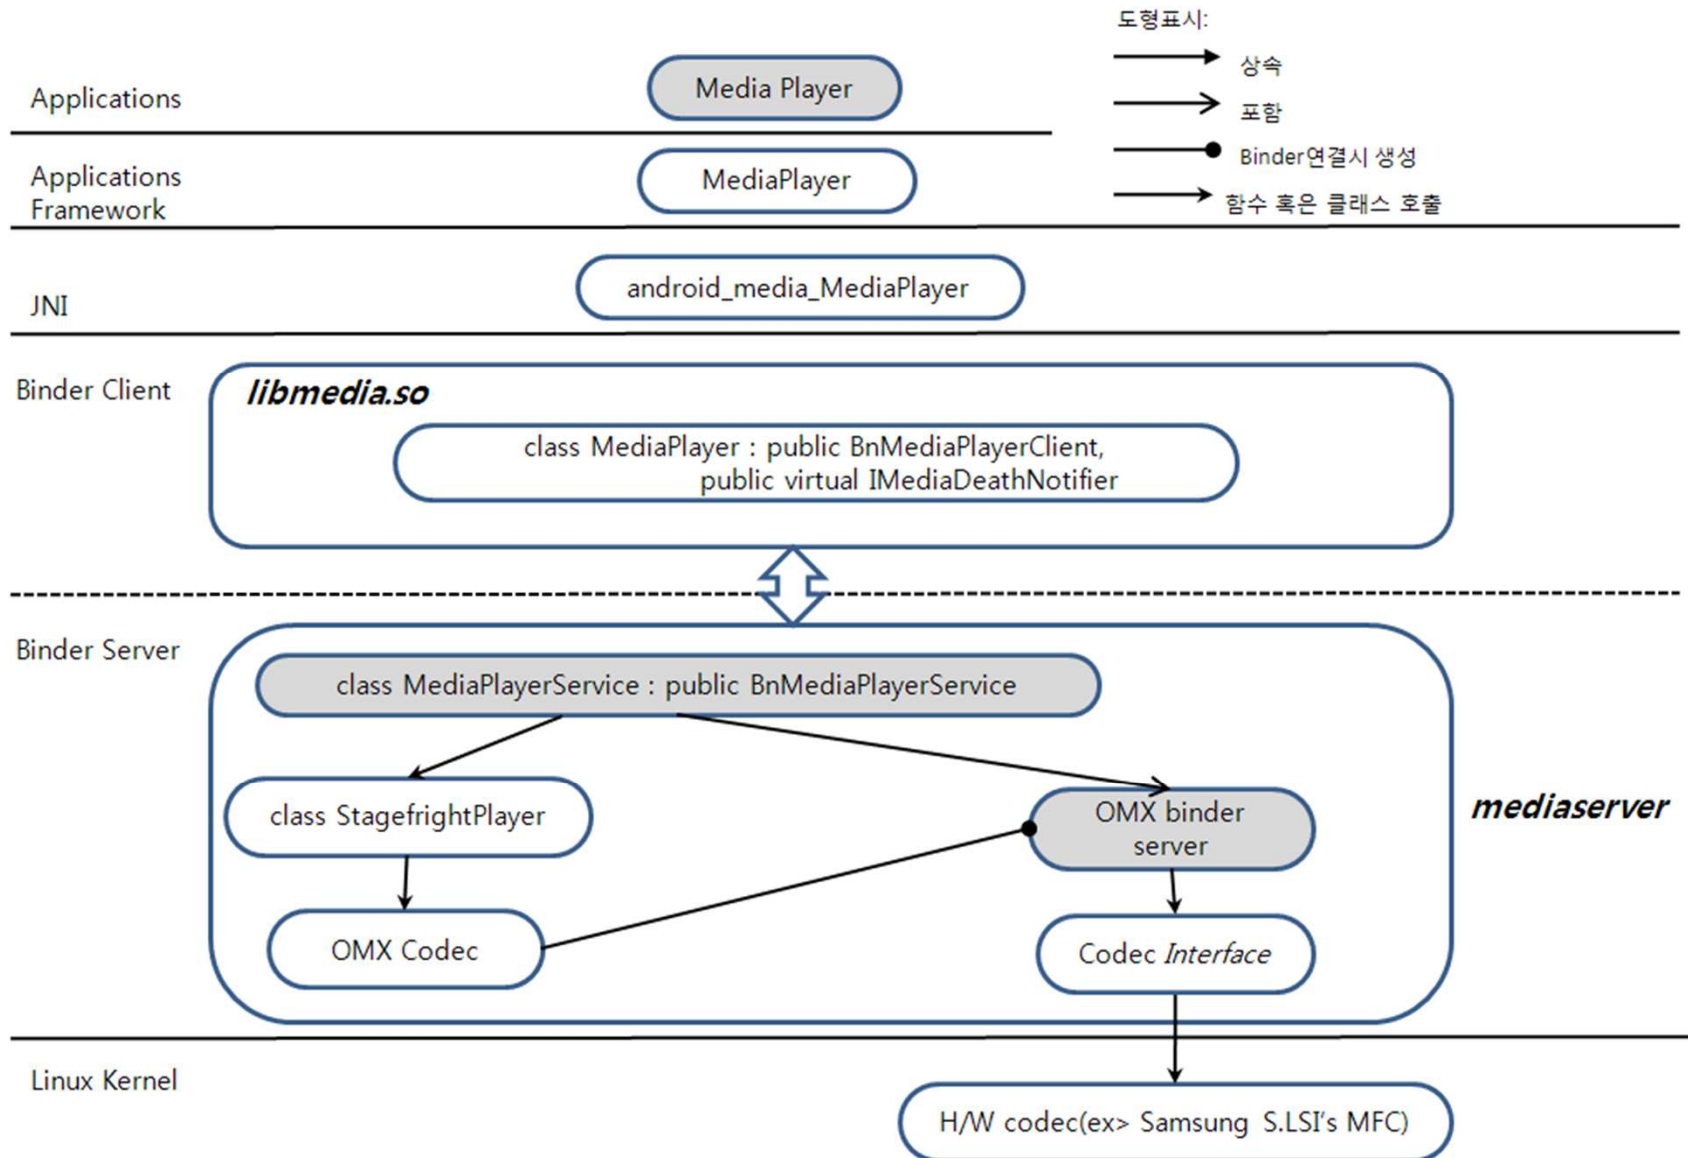 도형표시:
상속
포함
Binder연결시 생성
함수 혹은 클래스 호출
Applications
Media Player
Applications
Framework
MediaPlayer
JNI
android_media_MediaPlayer
Binder Client
libmedia.so
class MediaPlayer : public BnMediaPlayerClient,
public virtual IMediaDeathNotifier
Binder Server
class MediaPlayerService : public BnMediaPlayerService
class StagefrightPlayer
OMX binder
server
mediaserver
OMX Codec
Codec Interface
Linux Kernel
H/W codec(ex> Samsung S.LSI's MFC)